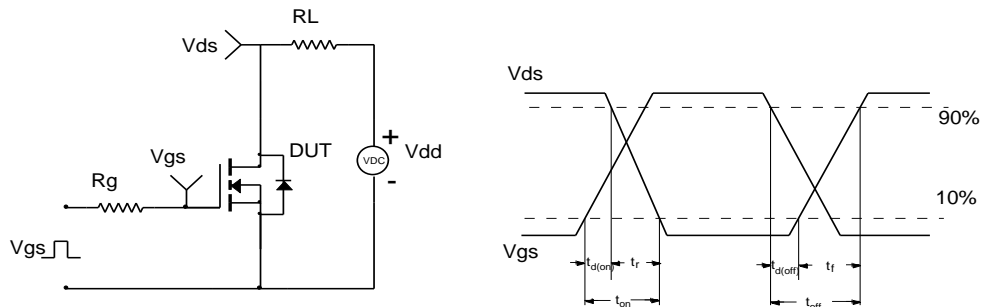 RL
Vds
Vgs
DUT
Rg
VDC
+
-
Vdd
Vgs
Vds
90%
10%
Vgs
td(on)
tr
td(off)
tf
ton
toff